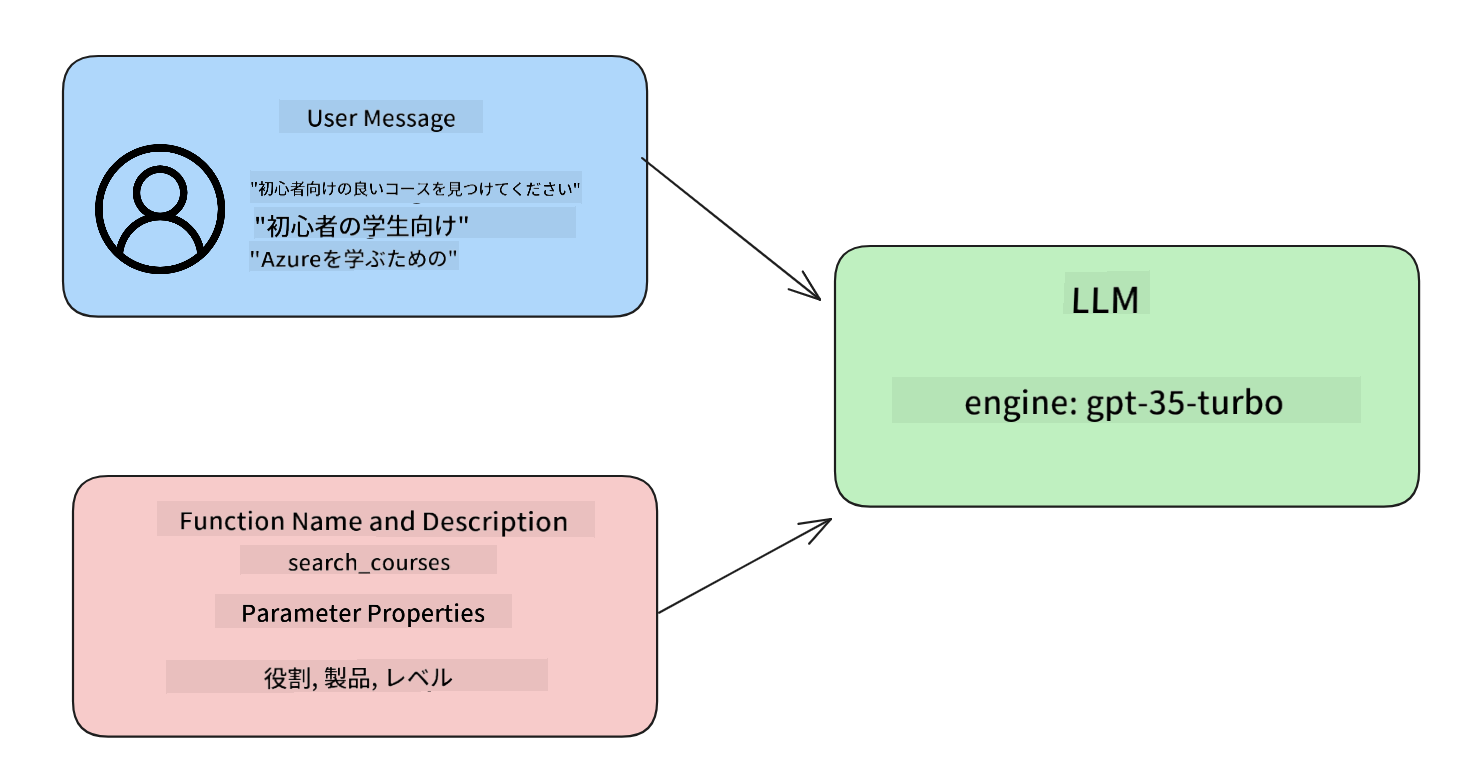 User Message
"初心者向けの良いコースを見つけてください"
"初心者の学生向け"
"Azureを学ぶための"
LLM
engine: gpt-35-turbo
Function Name and Description
search_courses
Parameter Properties
役割, 製品, レベル